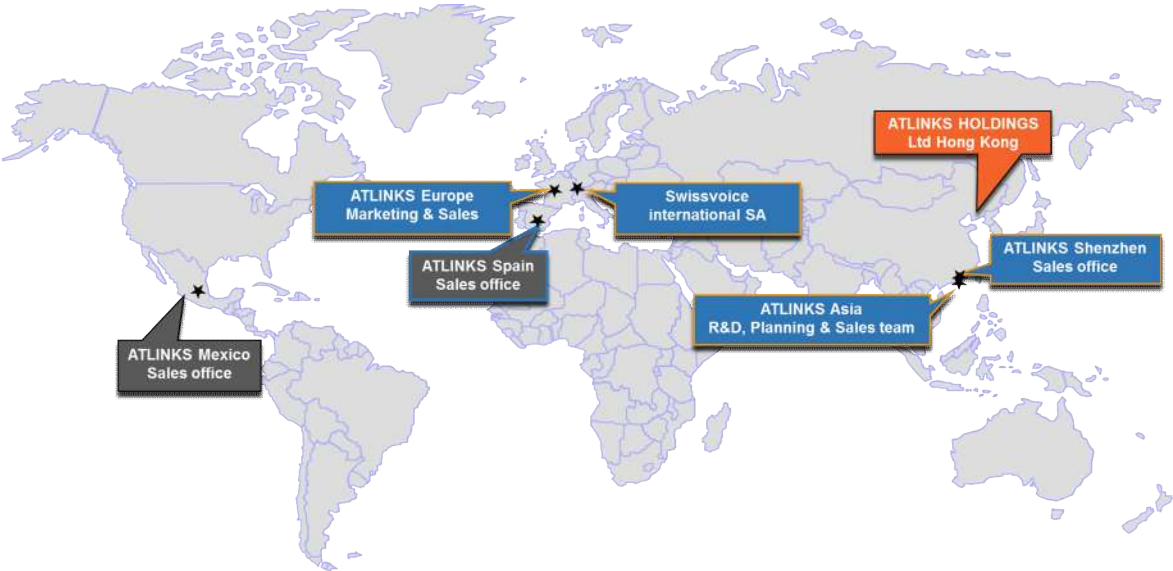 ATLINKS HOLDINGS
Ltd Hong Kong
ATLINKS Europe
Marketing & Sales
Swissvoice
international SA
ATLINKS Spain
Sales office
ATLINKS Shenzhen
Sales office
ATLINKS Asia
R&D, Planning & Sales team
ATLINKS Mexico
Sales office